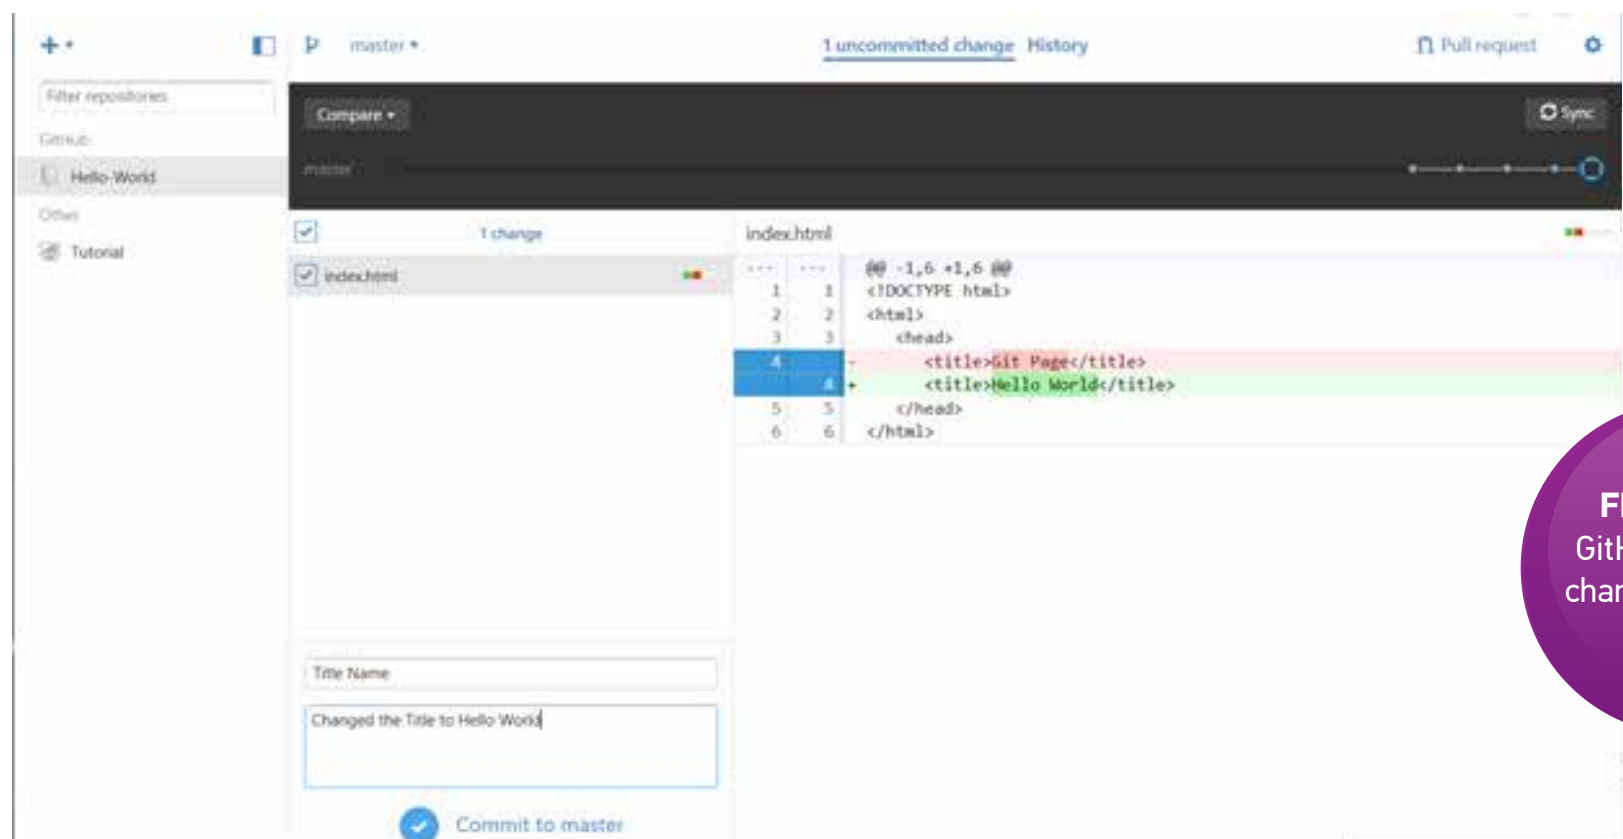 master
1 uncommitted change History
Pull request
Filter repositories
GitHub
Hello-World
Other
Tutorial
Compare
Sync
master
1 change
index.html
index.html
@@ -1,6 +1,6 @@
1 1 <!DOCTYPE html>
2 2 <html>
3 3 <head>
4 - <title>Git Page</title>
4 + <title>Hello World</title>
5 5 </head>
6 6 </html>
Title Name
Changed the Title to Hello World
Commit to master